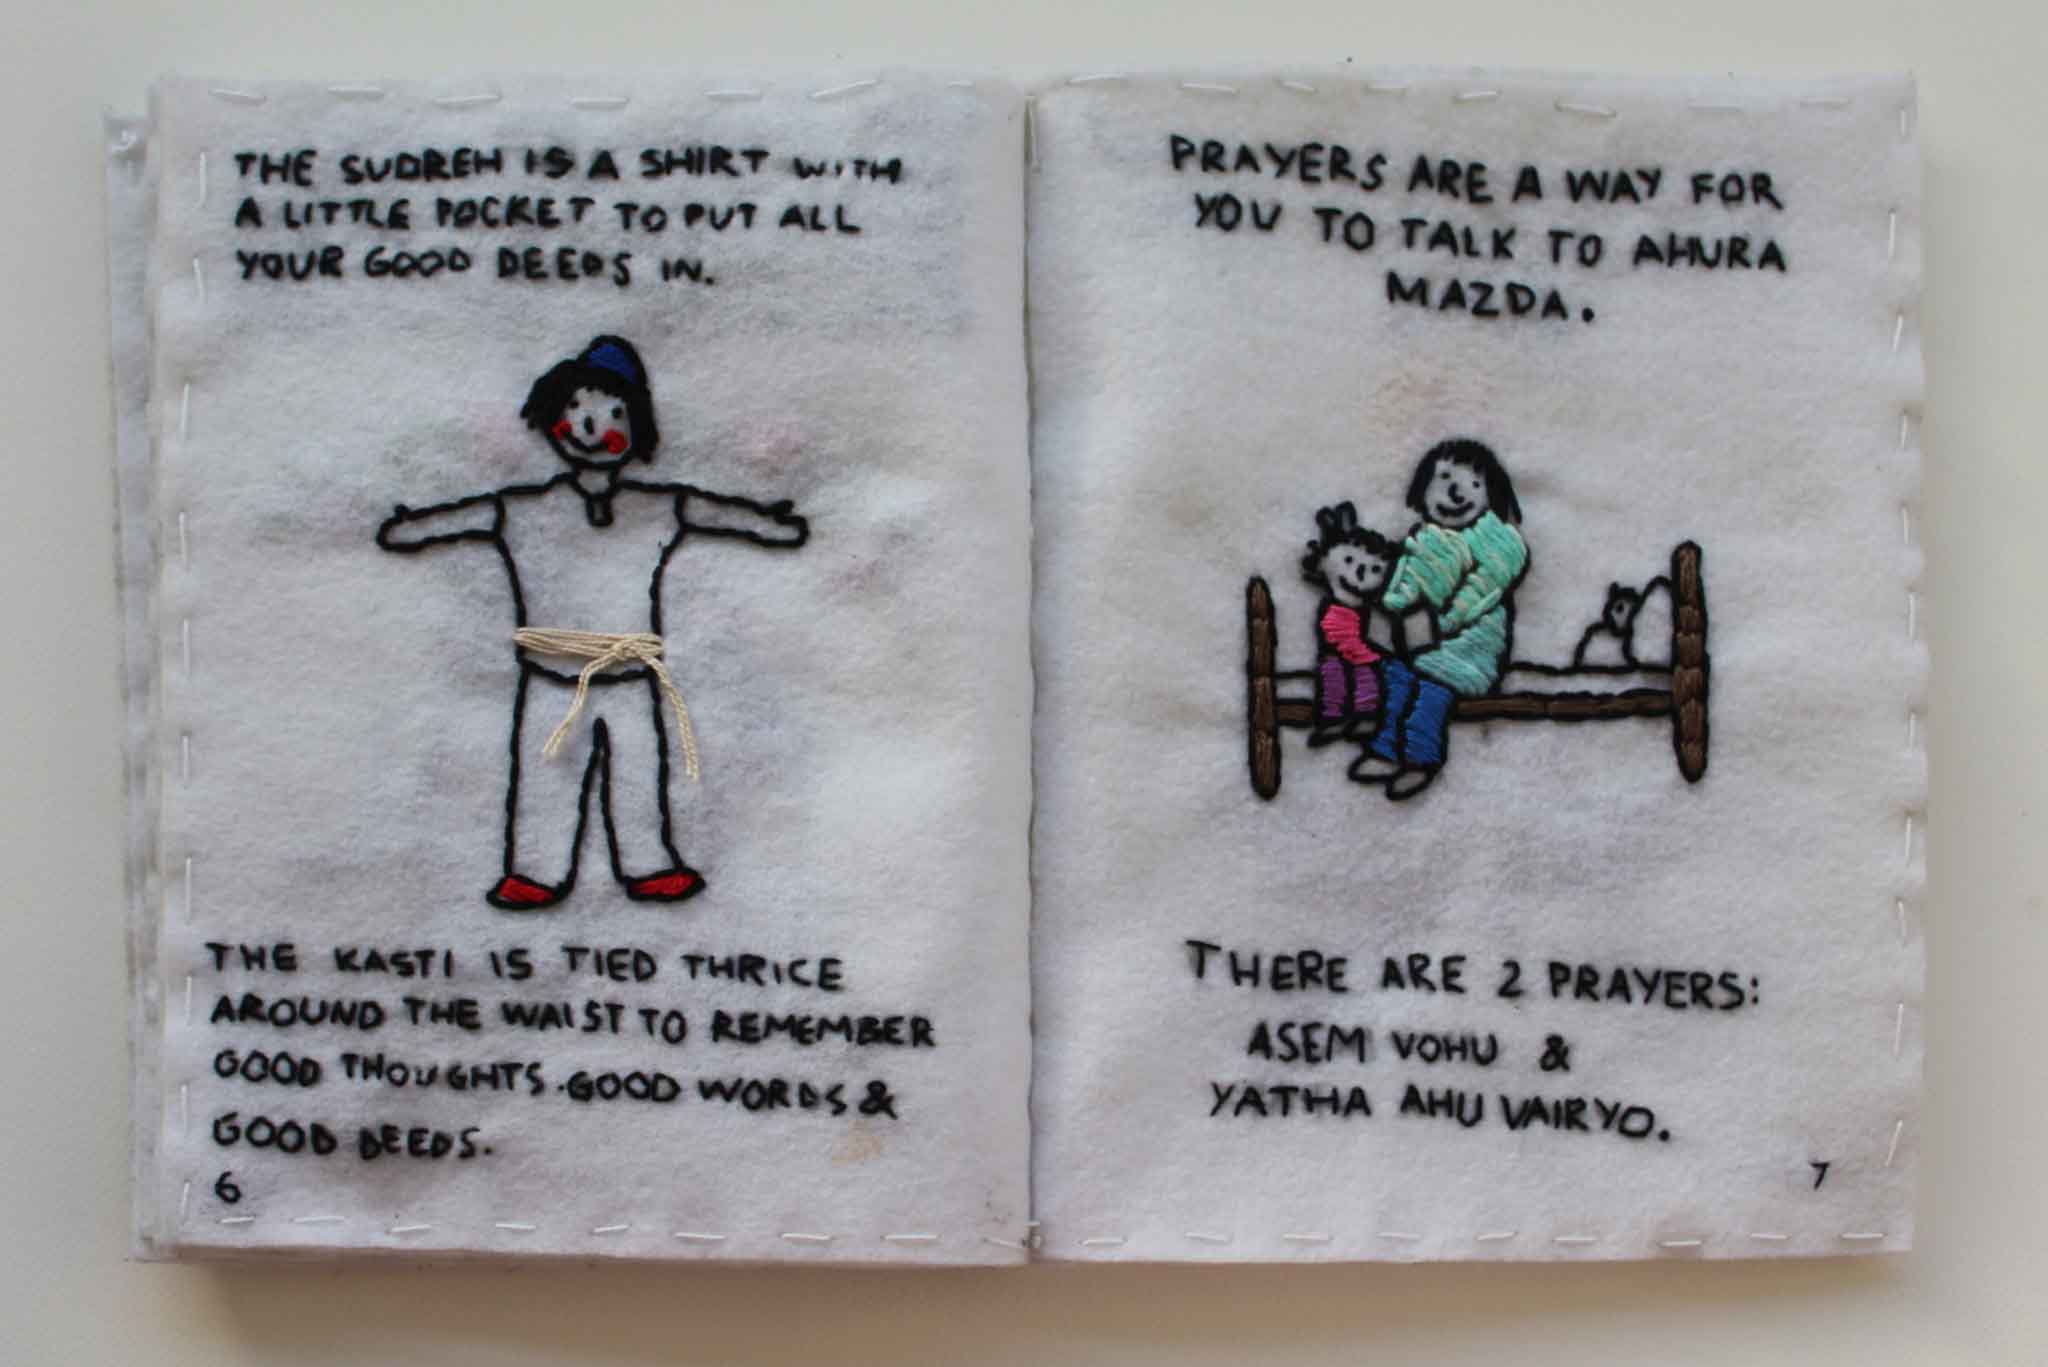 THE SUDREH IS A SHIRT WITH
A LITTLE POCKET TO PUT ALL
YOUR GOOD DEEDS IN.
THE KASTI IS TIED THRICE
AROUND THE WAIST TO REMEMBER
GOOD THOUGHTS. GOOD WORDS &
GOOD DEEDS.
6
PRAYERS ARE A WAY FOR
YOU TO TALK TO AHURA
MAZDA.
THERE ARE 2 PRAYERS:
ASEM VOHU &
YATHA AHU VAIRYO.
7